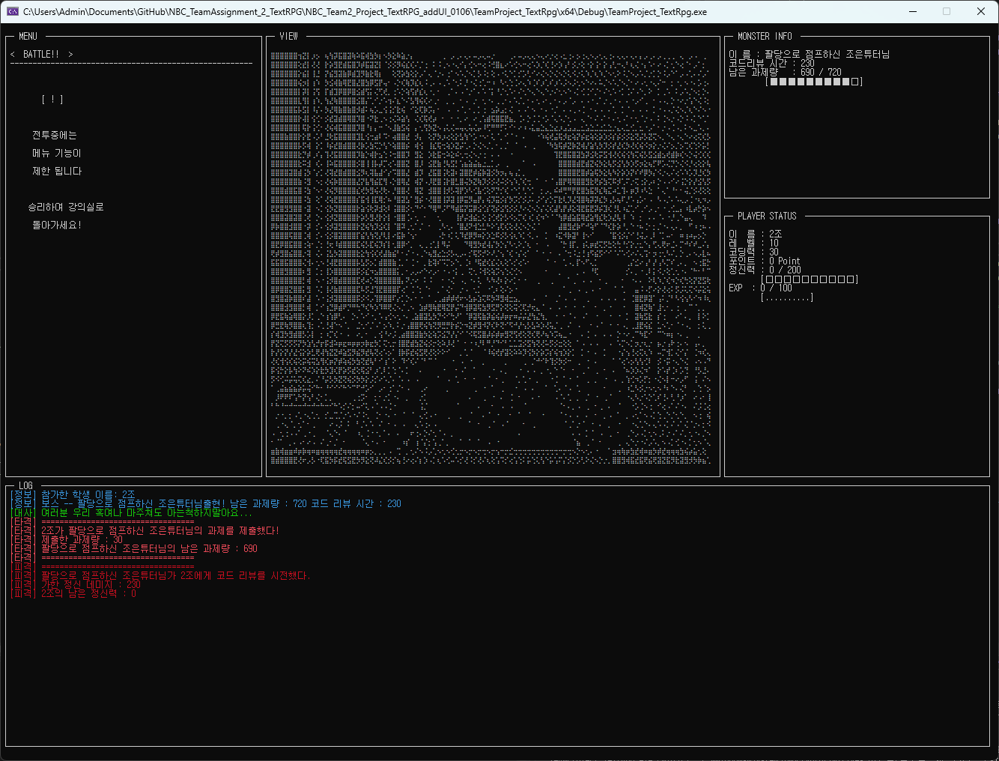 C:\Users\Admin\Documents\GitHub\NBC_TeamAssignment_2_TextRPG\NBC_Team2_Project_TextRPG_addUI_0106\TeamProject_TextRpg\x64\Debug\TeamProject_TextRpg.exe
MENU
< BATTLE!! >
[ ! ]
전투중에는
메뉴 기능이
제한 됩니다
승리하여 강의실로
돌아가세요!
VIEW
MONSTER INFO
이 름 : 팔당으로 점프하신 조은튜터님
코드리뷰 시간 : 230
남은 과제량 : 690 / 720
[■■■■■■■■■□]
PLAYER STATUS
이 름 : 2조
레 벨 : 10
코딩력 : 30
포인트 : 0 Point
정신력 : 0 / 200
[□□□□□□□□□□]
EXP : 0 / 100
[..........]
LOG
[정보] 참가한 학생 이름: 2조
[정보] 보스 -- 팔당으로 점프하신 조은튜터님출현! 남은 과제량 : 720 코드 리뷰 시간 : 230
[대사] 여러분 우리 혹여나 마주쳐도 아는척하지말아요...
[타격] ==================================
[타격] 2조가 팔당으로 점프하신 조은튜터님의 과제를 제출했다!
[타격] 제출한 과제량 : 30
[타격] 팔당으로 점프하신 조은튜터님의 남은 과제량 : 690
[타격] ==================================
[피격] ==================================
[피격] 팔당으로 점프하신 조은튜터님가 2조에게 코드 리뷰를 시전했다.
[피격] 가한 정신 데미지 : 230
[피격] 2조의 남은 정신력 : 0